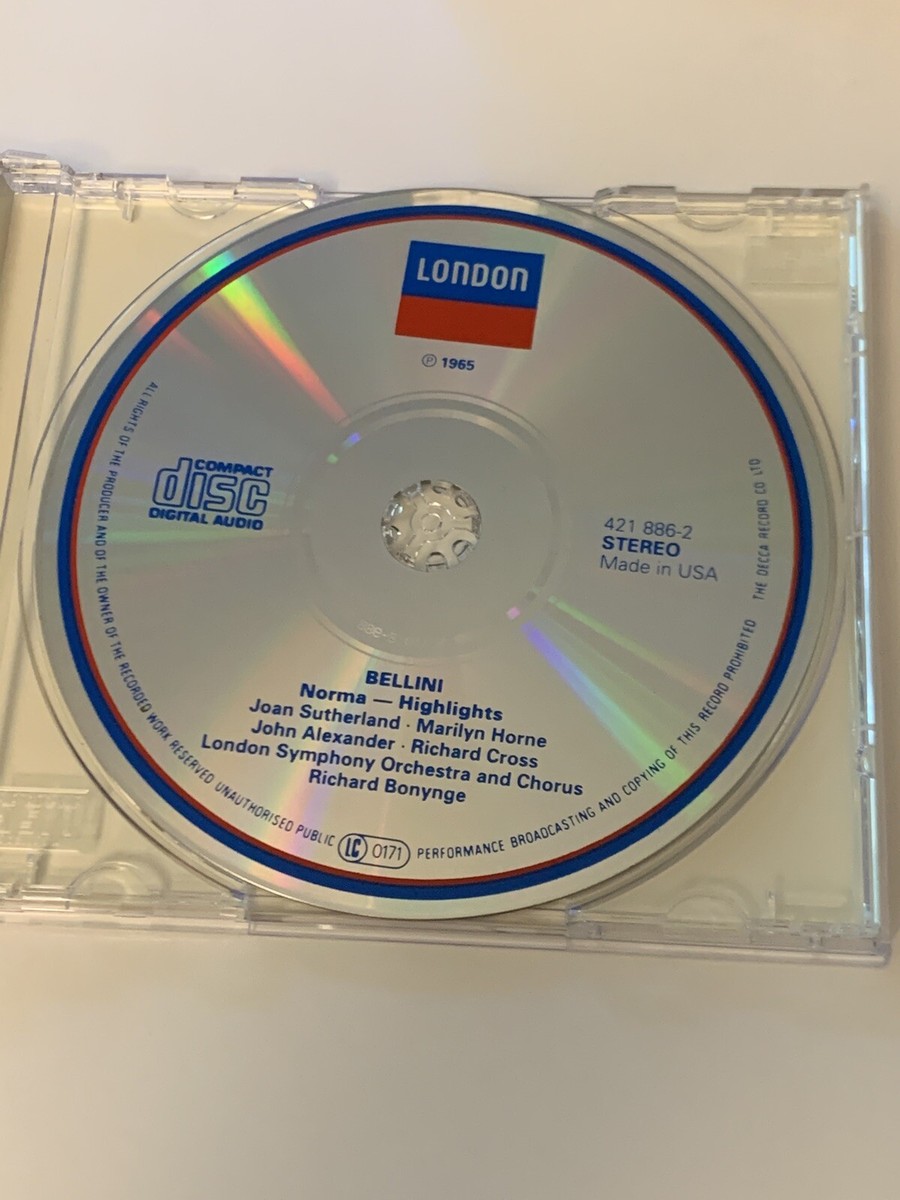 LONDON
℗ 1965
COMPACT
disc
DIGITAL AUDIO
421 886-2
STEREO
Made in USA
BELLINI
Norma — Highlights
Joan Sutherland · Marilyn Horne
John Alexander · Richard Cross
London Symphony Orchestra and Chorus
Richard Bonynge
ALL RIGHTS OF THE PRODUCER AND OF THE OWNER OF THE RECORDED WORK RESERVED UNAUTHORISED PUBLIC LC 0171 PERFORMANCE BROADCASTING AND COPYING OF THIS RECORD PROHIBITED THE DECCA RECORD CO LTD